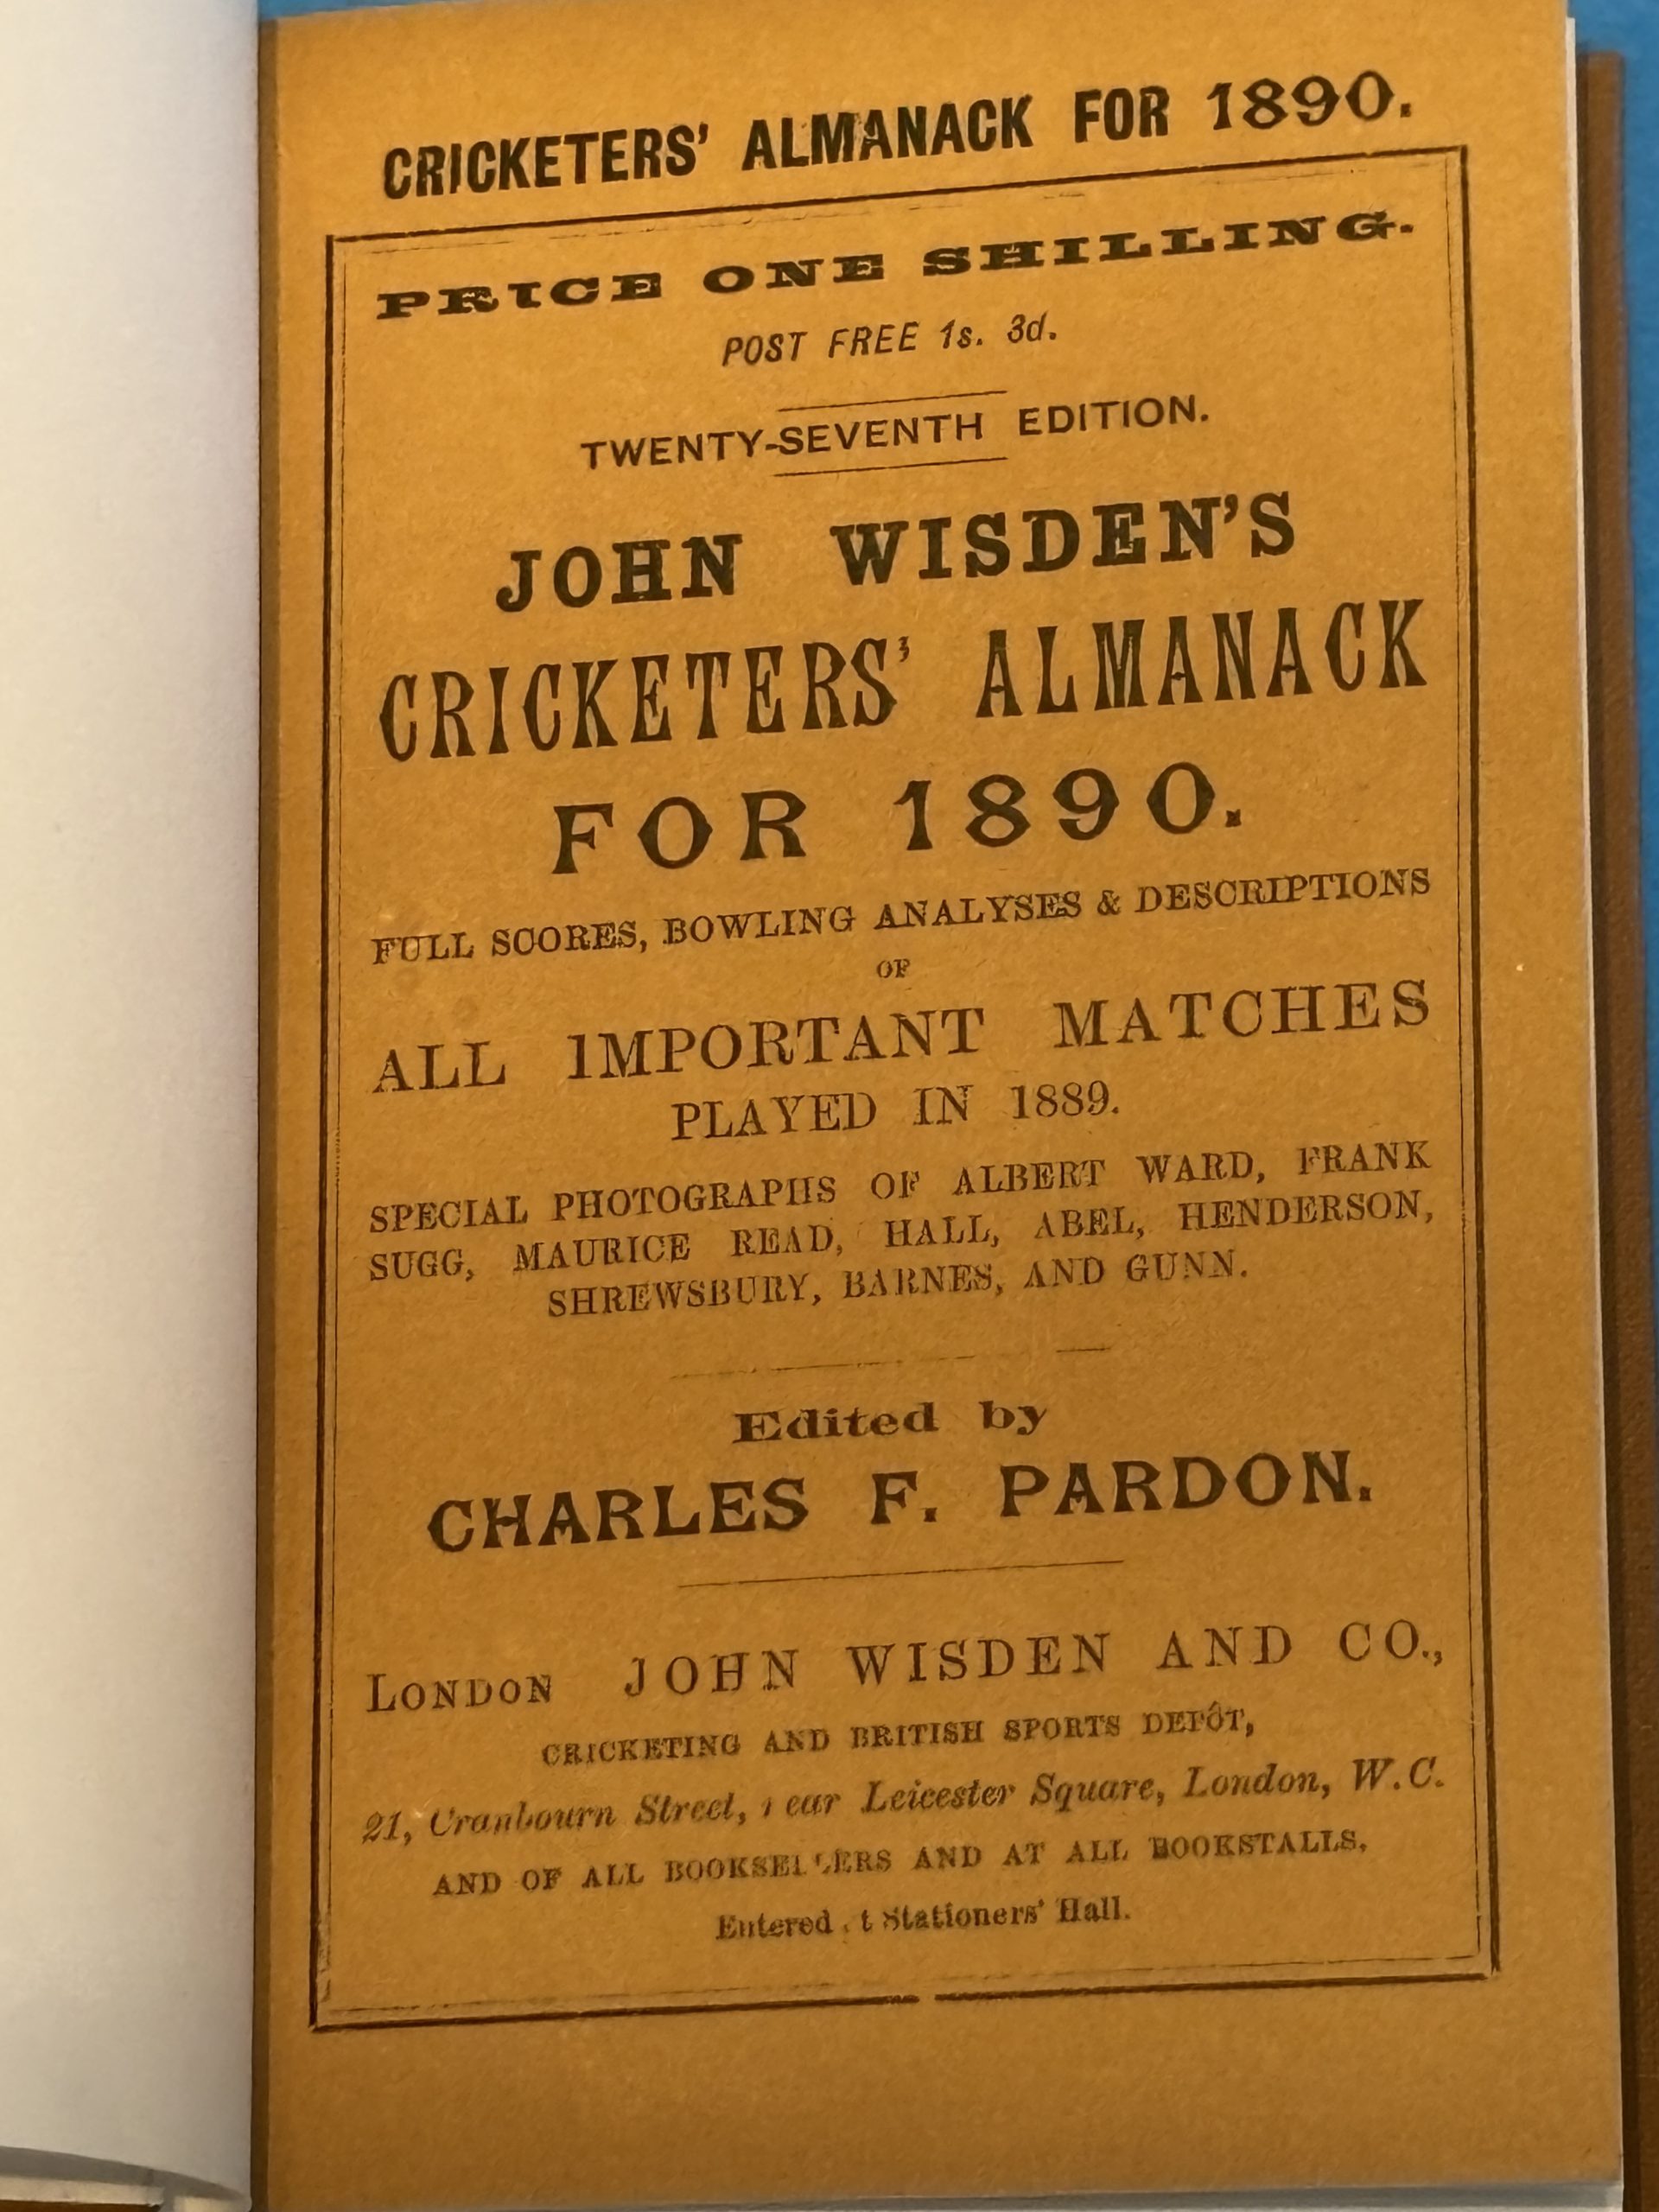 CRICKETERS' ALMANACK FOR 1890.
PRICE ONE SHILLING.
POST FREE 1s. 3d.
TWENTY-SEVENTH EDITION.
JOHN WISDEN'S
CRICKETERS' ALMANACK
FOR 1890.
FULL SCORES, BOWLING ANALYSES & DESCRIPTIONS
OF
ALL IMPORTANT MATCHES
PLAYED IN 1889.
SPECIAL PHOTOGRAPHS OF ALBERT WARD, FRANK
SUGG, MAURICE READ, HALL, ABEL, HENDERSON,
SHREWSBURY, BARNES, AND GUNN.
Edited by
CHARLES F. PARDON.
LONDON JOHN WISDEN AND CO.,
CRICKETING AND BRITISH SPORTS DEPÔT,
21, Cranbourn Street, near Leicester Square, London, W.C.
AND OF ALL BOOKSELLERS AND AT ALL BOOKSTALLS.
Entered at Stationers' Hall.